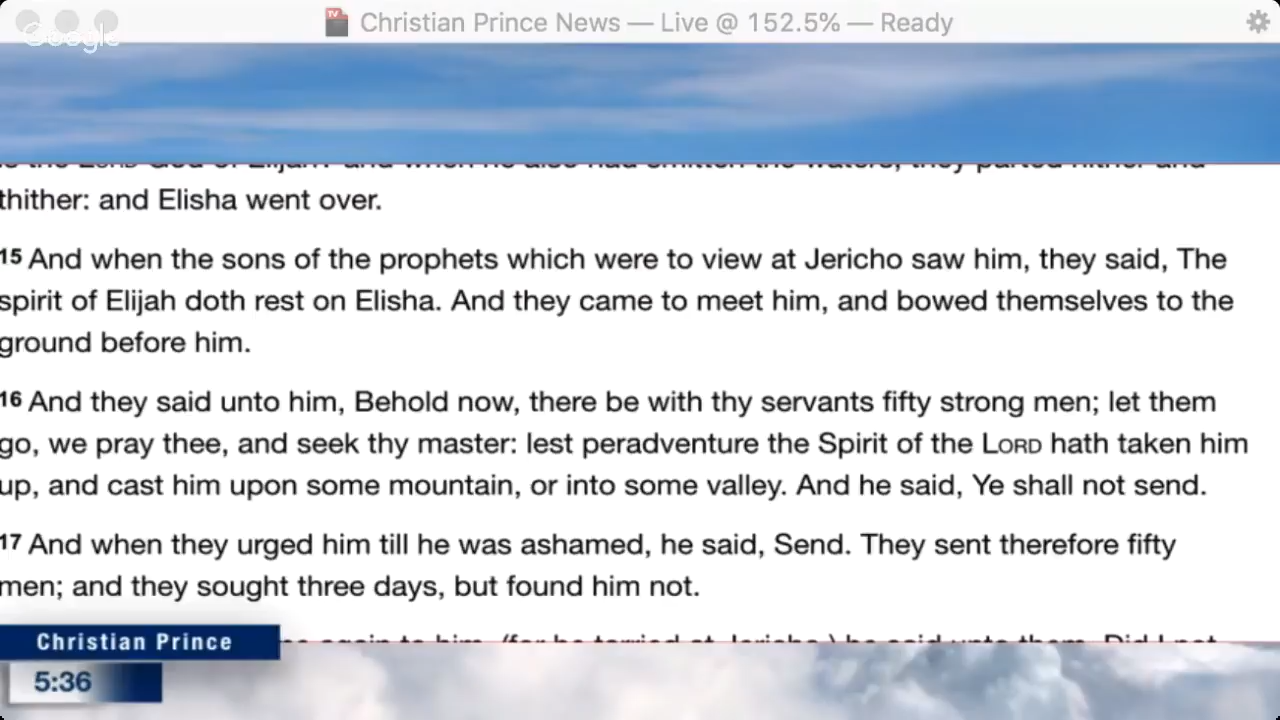 Christian Prince News — Live @ 152.5% — Ready
Google
thither: and Elisha went over.
15 And when the sons of the prophets which were to view at Jericho saw him, they said, The
spirit of Elijah doth rest on Elisha. And they came to meet him, and bowed themselves to the
ground before him.
16 And they said unto him, Behold now, there be with thy servants fifty strong men; let them
go, we pray thee, and seek thy master: lest peradventure the Spirit of the LORD hath taken him
up, and cast him upon some mountain, or into some valley. And he said, Ye shall not send.
17 And when they urged him till he was ashamed, he said, Send. They sent therefore fifty
men; and they sought three days, but found him not.
Christian Prince
5:36